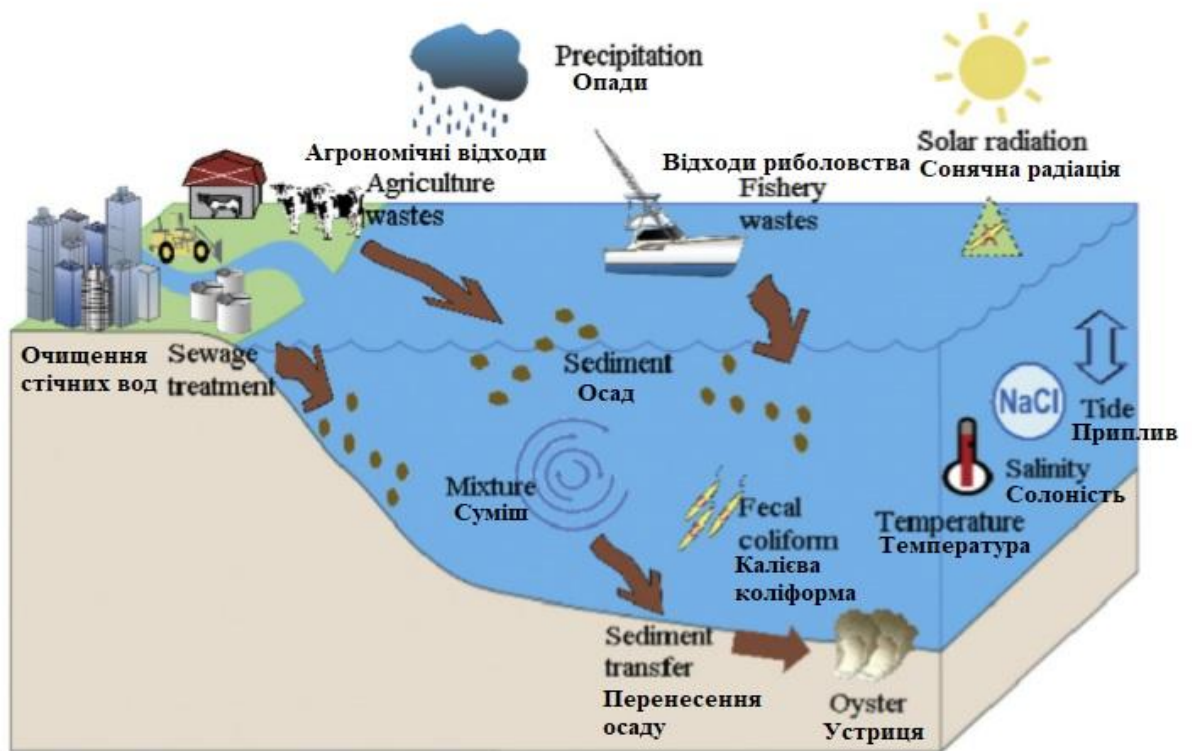 Precipitation
Опади
Solar radiation
Сонячна радіація
Агрономічні відходи
Agriculture
wastes
Відходи риболовства
Fishery
wastes
Очищення
стічних вод
Sewage
treatment
Sediment
Осад
NaCl
Tide
Приплив
Salinity
Солоність
Temperature
Температура
Mixture
Суміш
Fecal
coliform
Калієва
коліформа
Sediment
transfer
Перенесення
осаду
Oyster
Устриця